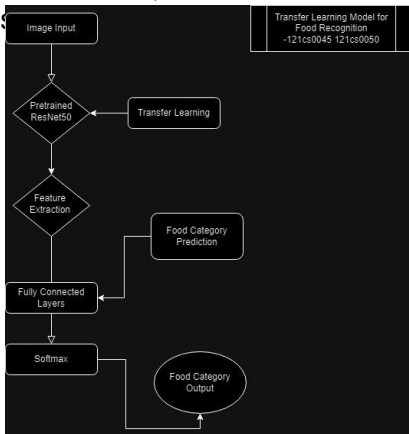 Image Input
Transfer Learning Model for
Food Recognition
-121cs0045 121cs0050
Pretrained
ResNet50
Transfer Learning
Feature
Extraction
Food Category
Prediction
Fully Connected
Layers
Softmax
Food Category
Output